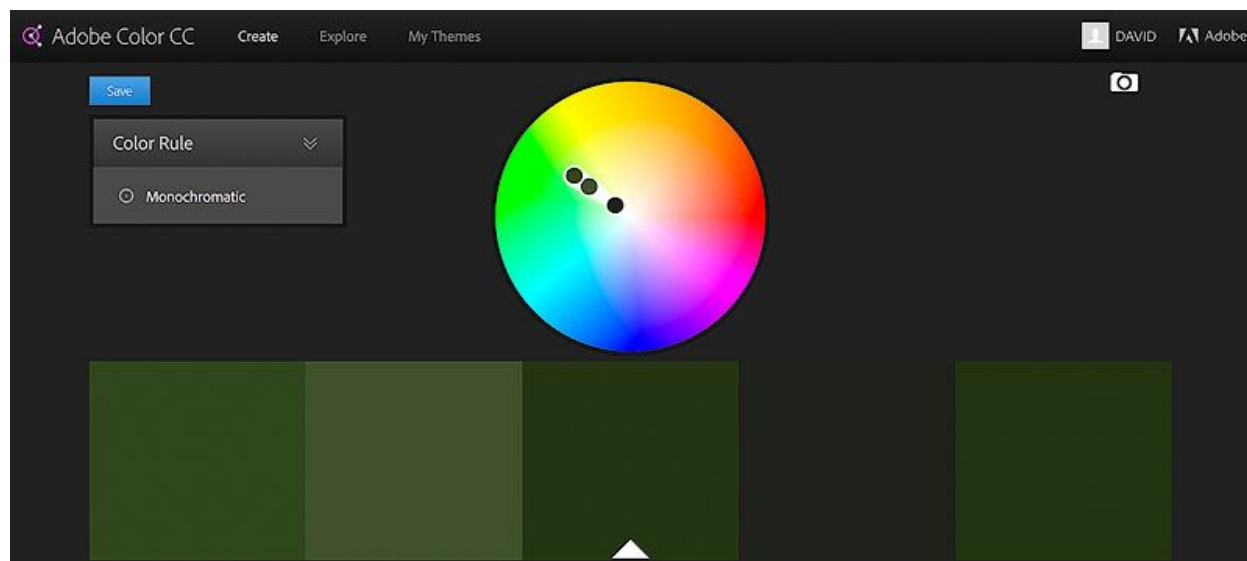 Adobe Color CC Create Explore My Themes DAVID Adobe
Save
Color Rule
Monochromatic